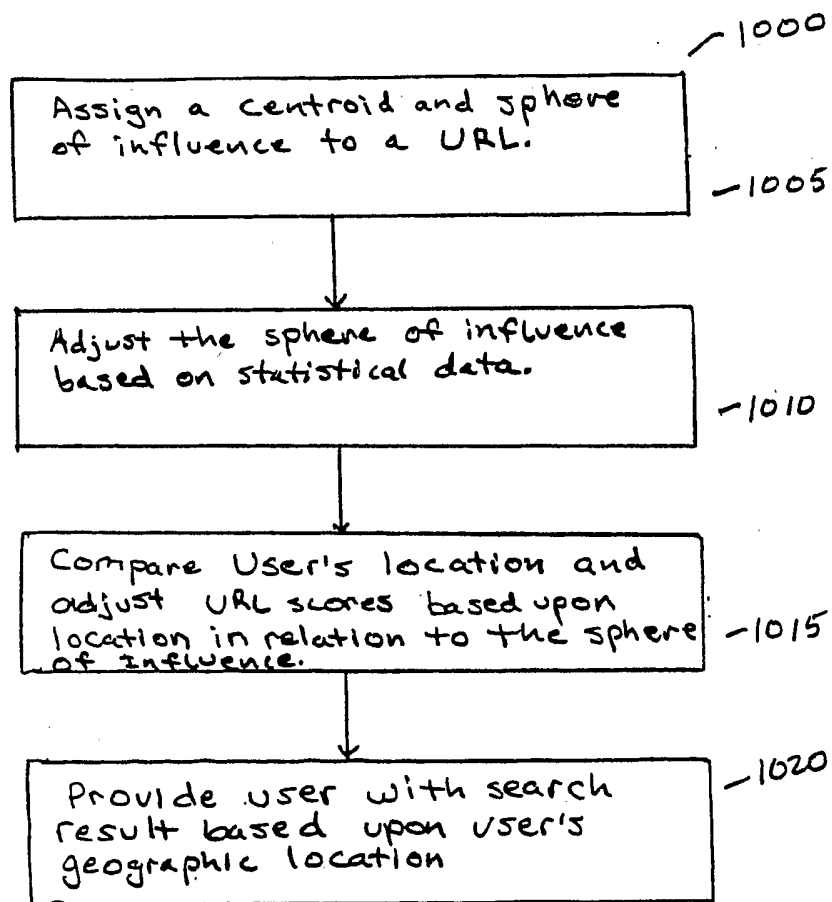 1000
Assign a centroid and sphere
of influence to a URL.
1005
Adjust the sphere of influence
based on statistical data.
1010
Compare User's location and
adjust URL scores based upon
location in relation to the sphere
of Influence.
1015
Provide user with search
result based upon user's
geographic location
1020